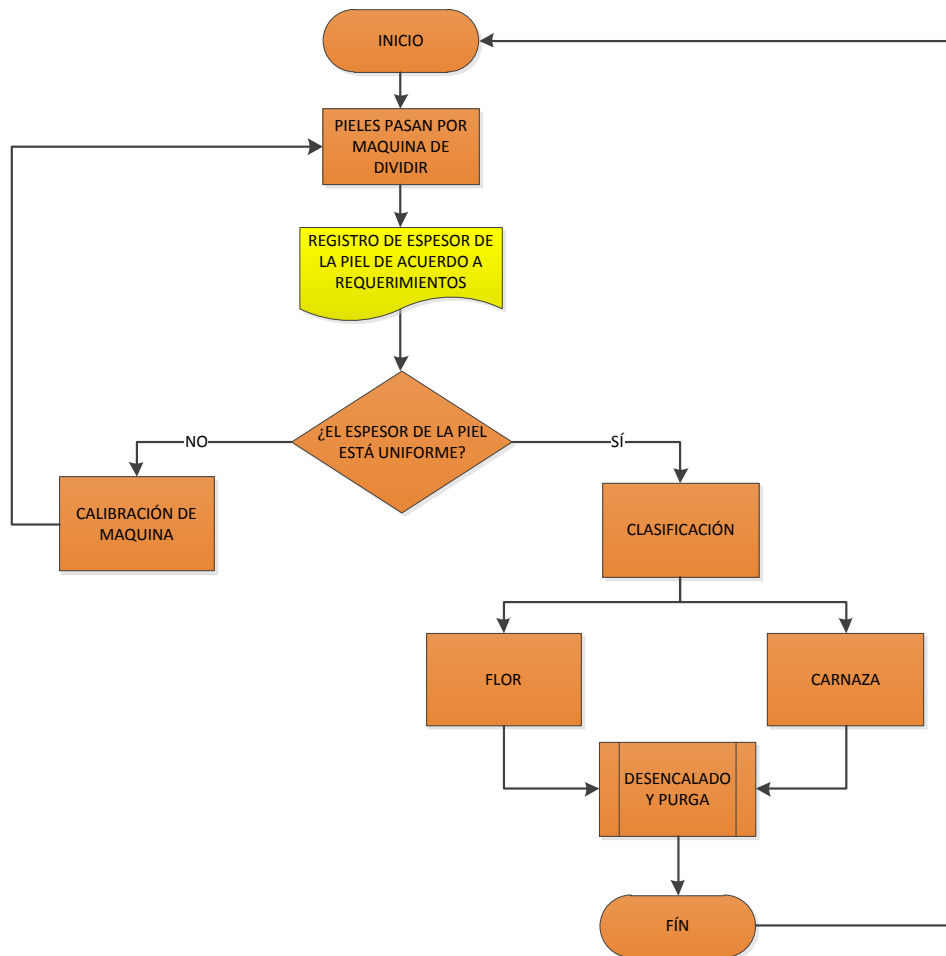 INICIO
PIELES PASAN POR
MAQUINA DE
DIVIDIR
REGISTRO DE ESPESOR DE
LA PIEL DE ACUERDO A
REQUERIMIENTOS
¿EL ESPESOR DE LA PIEL
ESTÁ UNIFORME?
NO
SÍ
CALIBRACIÓN DE
MAQUINA
CLASIFICACIÓN
FLOR
CARNAZA
DESENCALADO
Y PURGA
FÍN